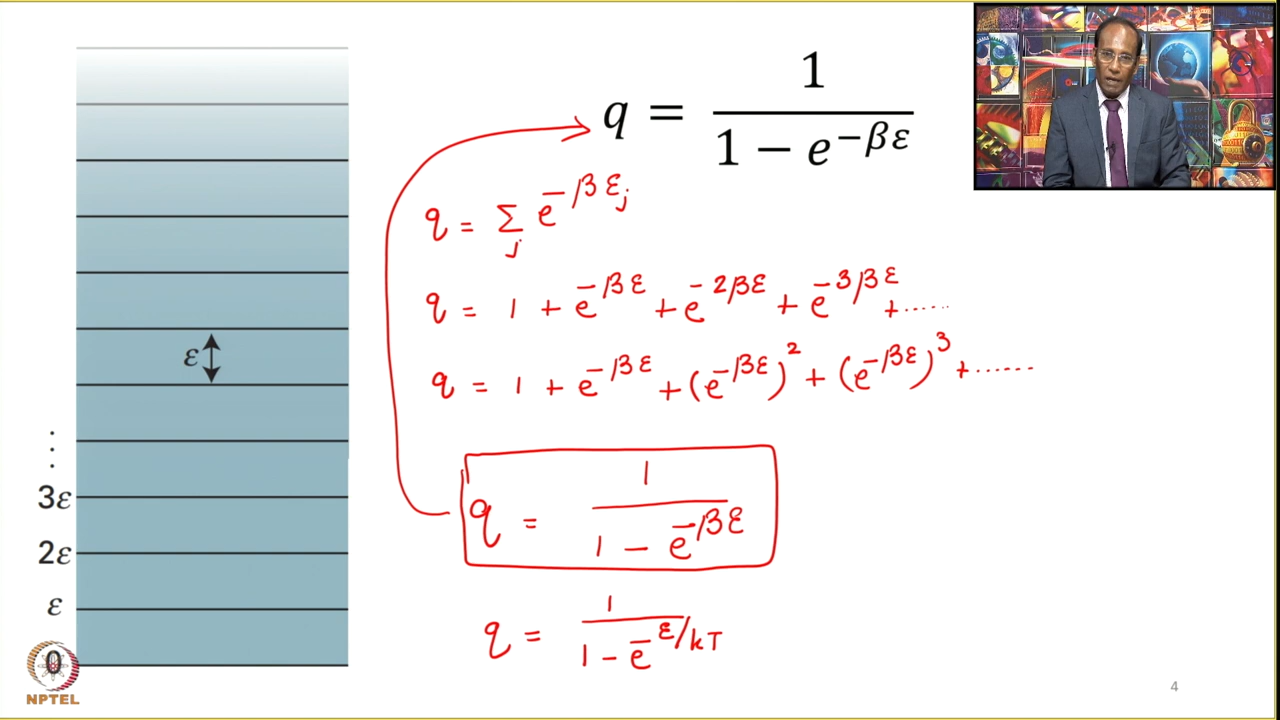 q = 1 / (1 − e^{−βε})
q = Σ_j e^{−βε_j}
q = 1 + e^{−βε} + e^{−2βε} + e^{−3βε} + ......
q = 1 + e^{−βε} + (e^{−βε})^2 + (e^{−βε})^3 + ......
q = 1 / (1 − e^{−βε})
q = 1 / (1 − e^{−ε/kT})
ε
⋮
3ε
2ε
ε
0
NPTEL
4